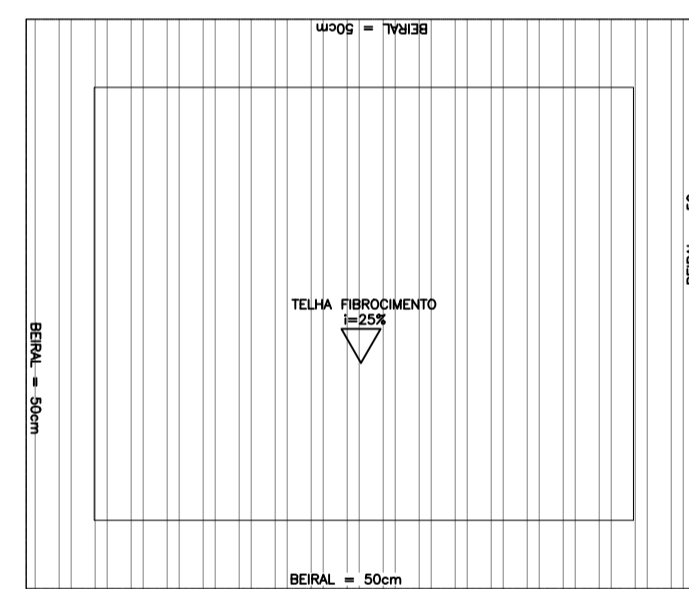 BEIRAL = 50cm
TELHA FIBROCIMENTO
i=25%
BEIRAL = 50cm
BEIRAL = 50cm